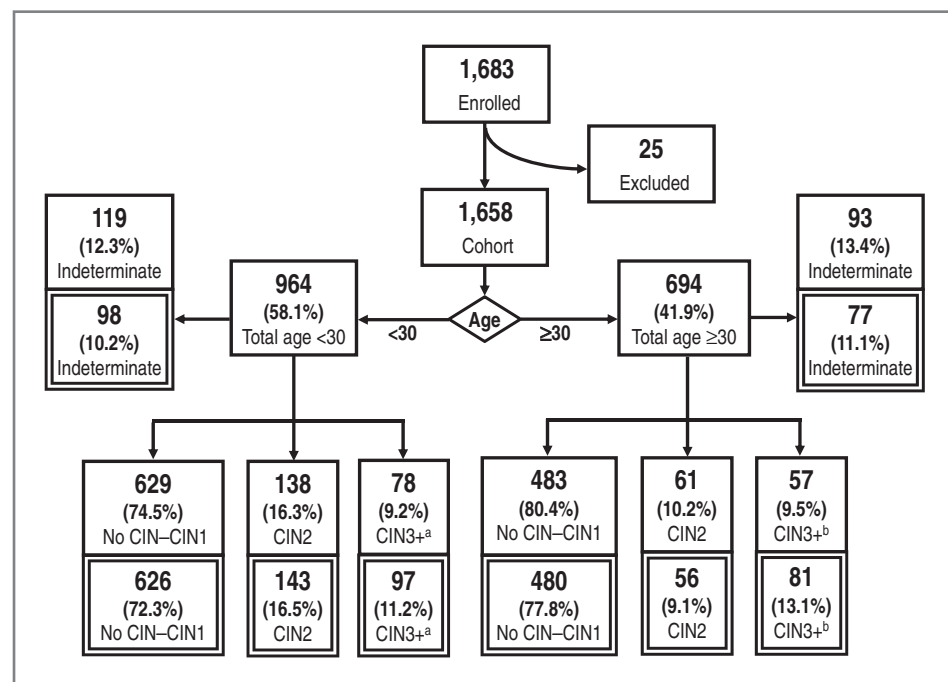 1,683
Enrolled
25
Excluded
1,658
Cohort
119
(12.3%)
Indeterminate
98
(10.2%)
Indeterminate
964
(58.1%)
Total age <30
<30
Age
≥30
694
(41.9%)
Total age ≥30
93
(13.4%)
Indeterminate
77
(11.1%)
Indeterminate
629
(74.5%)
No CIN–CIN1
626
(72.3%)
No CIN–CIN1
138
(16.3%)
CIN2
143
(16.5%)
CIN2
78
(9.2%)
CIN3+ᵃ
97
(11.2%)
CIN3+ᵃ
483
(80.4%)
No CIN–CIN1
480
(77.8%)
No CIN–CIN1
61
(10.2%)
CIN2
56
(9.1%)
CIN2
57
(9.5%)
CIN3+ᵇ
81
(13.1%)
CIN3+ᵇ